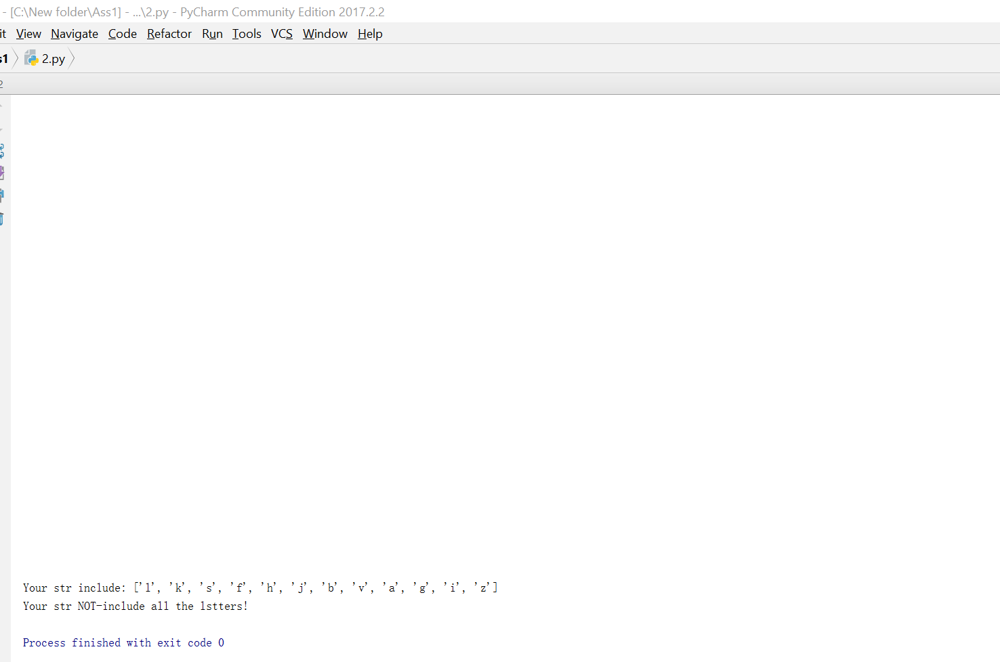 - [C:\New folder\Ass1] - ...\2.py - PyCharm Community Edition 2017.2.2
it View Navigate Code Refactor Run Tools VCS Window Help
s1 2.py
2
Your str include: ['l', 'k', 's', 'f', 'h', 'j', 'b', 'v', 'a', 'g', 'i', 'z']
Your str NOT-include all the lstters!
Process finished with exit code 0